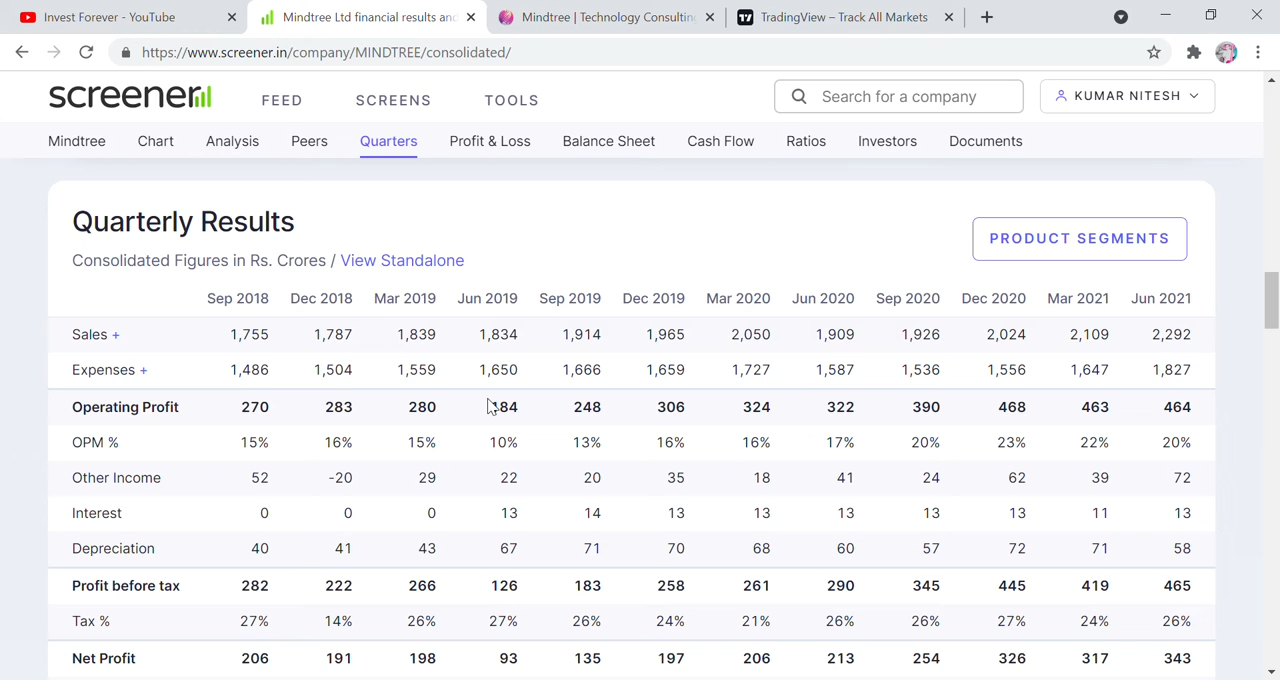 Invest Forever - YouTube
Mindtree Ltd financial results and
Mindtree | Technology Consulting
TradingView – Track All Markets
https://www.screener.in/company/MINDTREE/consolidated/
screener FEED SCREENS TOOLS Search for a company KUMAR NITESH
Mindtree Chart Analysis Peers Quarters Profit & Loss Balance Sheet Cash Flow Ratios Investors Documents
Quarterly Results
PRODUCT SEGMENTS
Consolidated Figures in Rs. Crores / View Standalone
Sep 2018 Dec 2018 Mar 2019 Jun 2019 Sep 2019 Dec 2019 Mar 2020 Jun 2020 Sep 2020 Dec 2020 Mar 2021 Jun 2021
Sales + 1,755 1,787 1,839 1,834 1,914 1,965 2,050 1,909 1,926 2,024 2,109 2,292
Expenses + 1,486 1,504 1,559 1,650 1,666 1,659 1,727 1,587 1,536 1,556 1,647 1,827
Operating Profit 270 283 280 184 248 306 324 322 390 468 463 464
OPM % 15% 16% 15% 10% 13% 16% 16% 17% 20% 23% 22% 20%
Other Income 52 -20 29 22 20 35 18 41 24 62 39 72
Interest 0 0 0 13 14 13 13 13 13 13 11 13
Depreciation 40 41 43 67 71 70 68 60 57 72 71 58
Profit before tax 282 222 266 126 183 258 261 290 345 445 419 465
Tax % 27% 14% 26% 27% 26% 24% 21% 26% 26% 27% 24% 26%
Net Profit 206 191 198 93 135 197 206 213 254 326 317 343